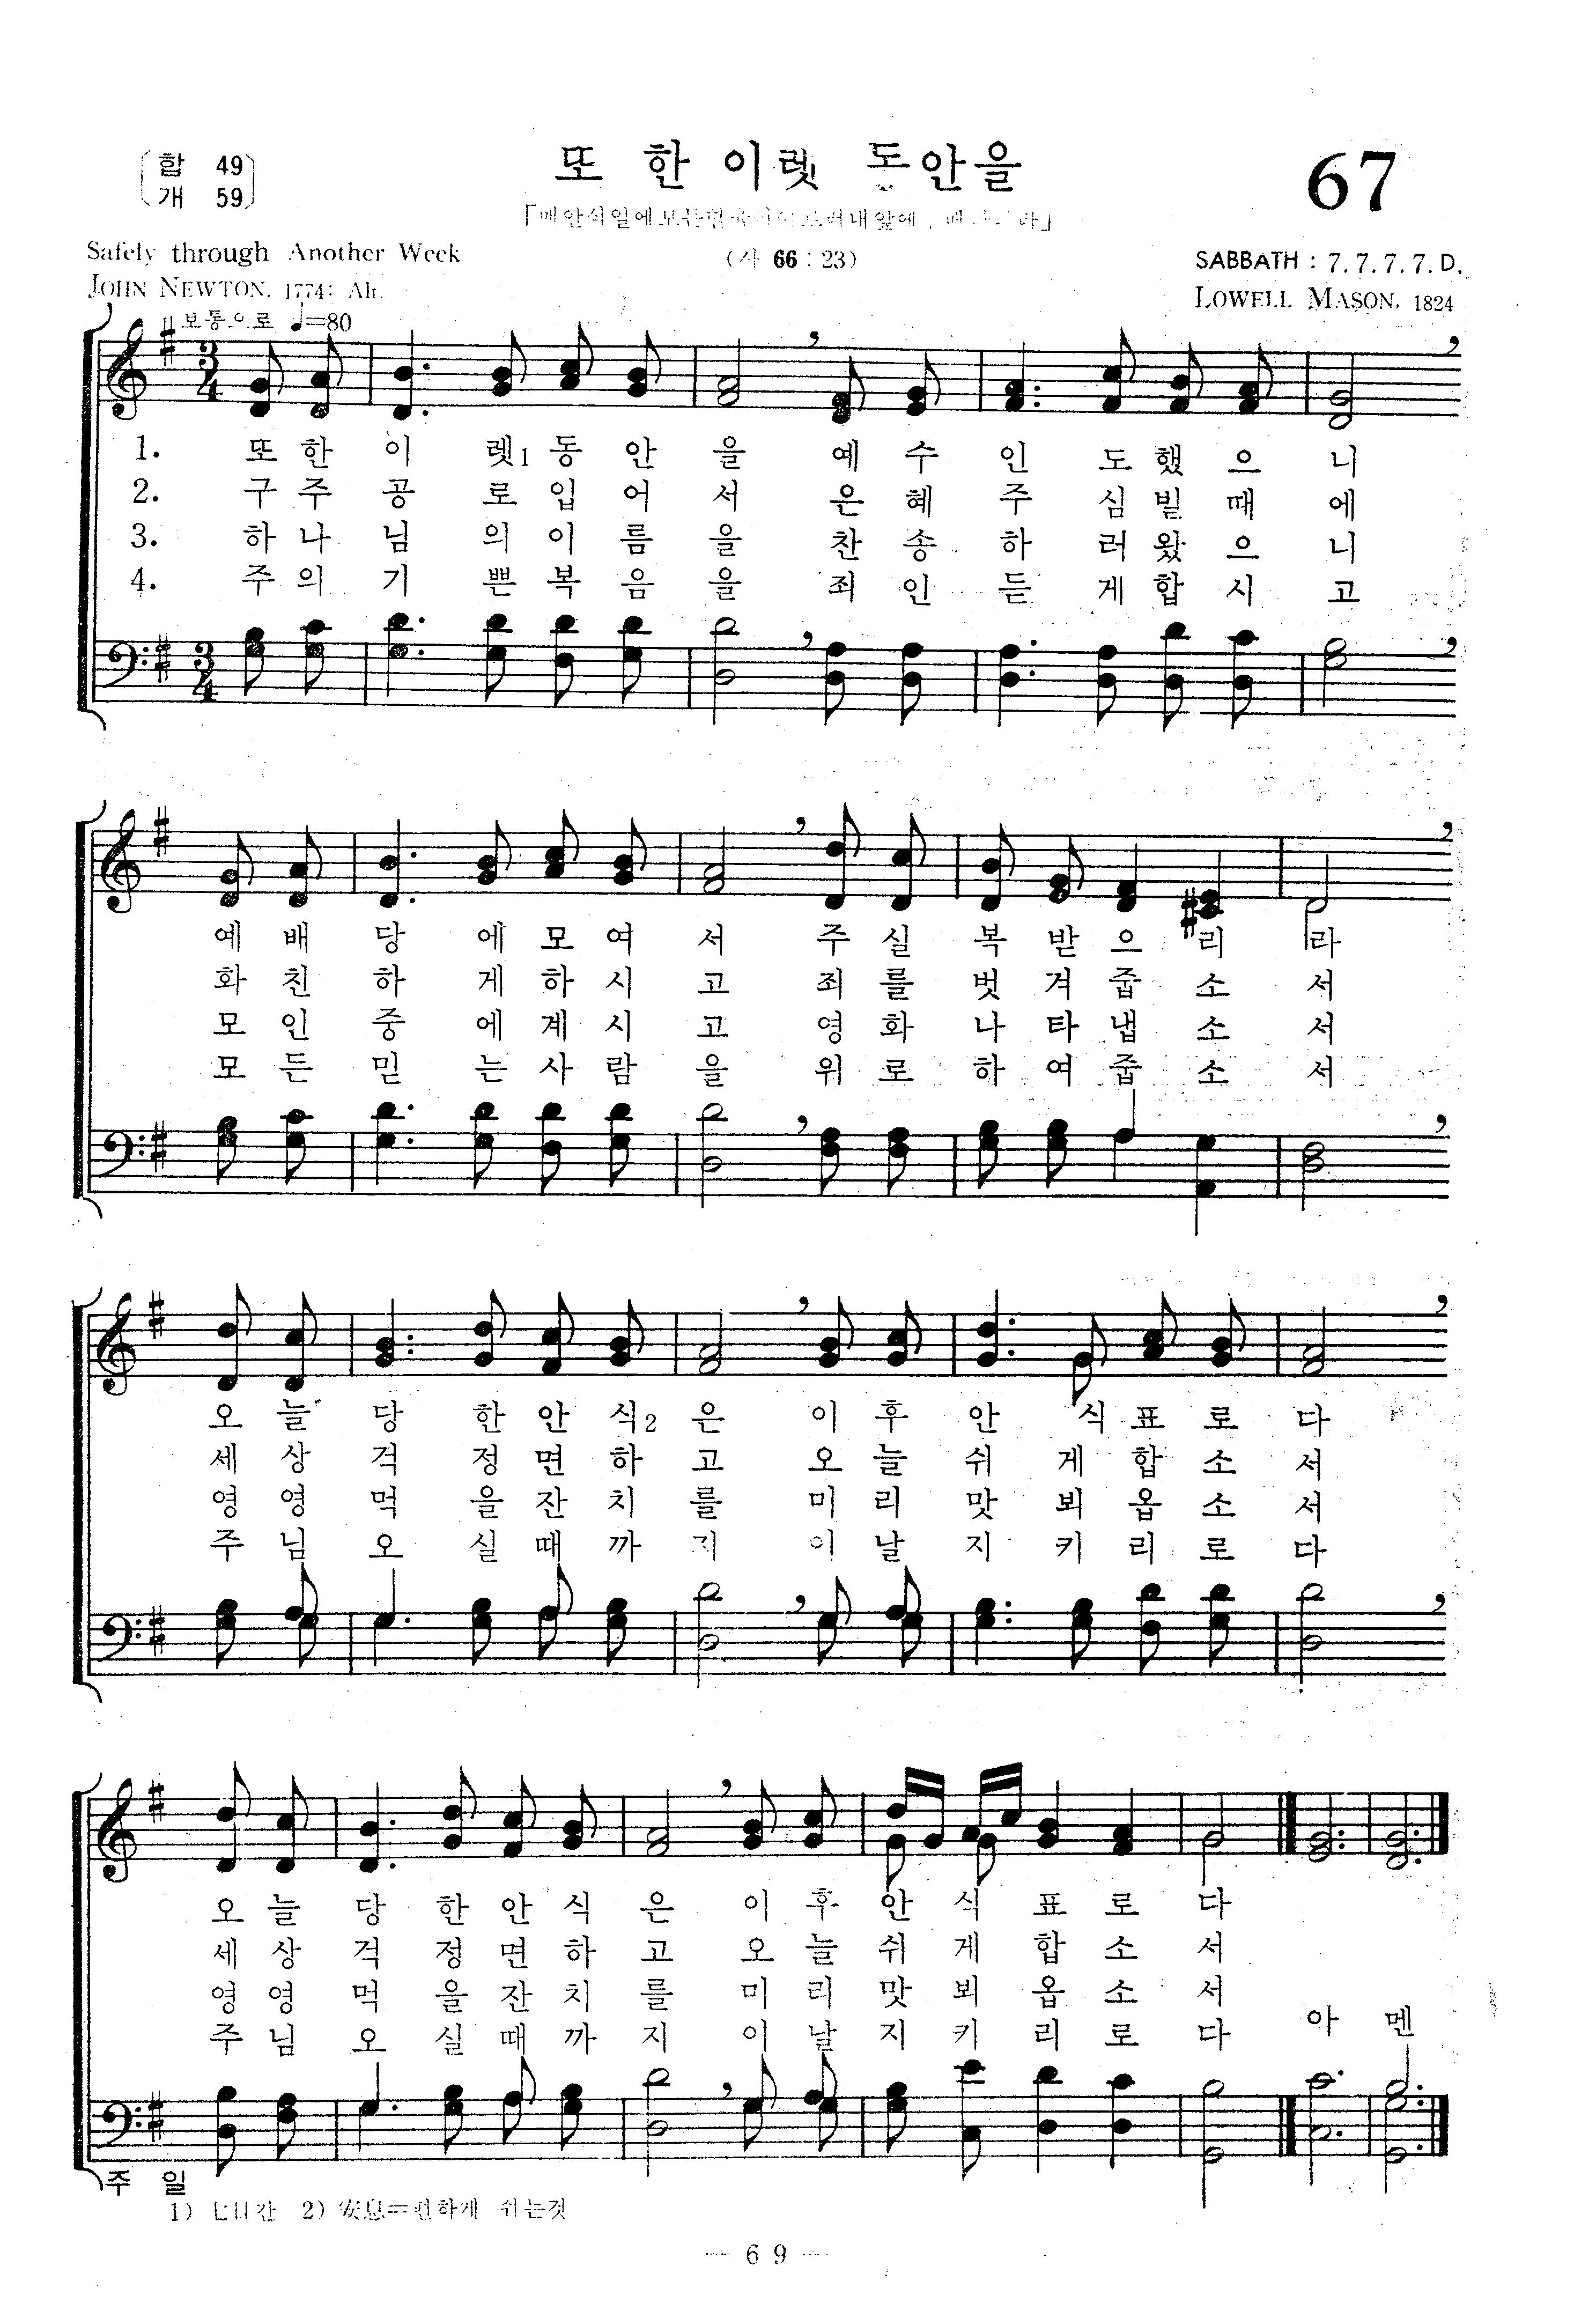 합 49
개 59
또 한 이 렛 동안을
67
「매안식일에모든혈육이이르러내앞에
(사 66 : 23)
Safely through Another Week
JOHN NEWTON, 1774: Alt.
SABBATH : 7. 7. 7. 7. D.
LOWELL MASON, 1824
보통으로 ♩=80
1. 또 한 이 렛1 동 안 을 예 수 인 도 했 으 니
2. 구 주 공 로 입 어 서 은 혜 주 심 빌 때 에
3. 하 나 님 의 이 름 을 찬 송 하 러 왔 으 니
4. 주 의 기 쁜 복 음 을 죄 인 듣 게 합 시 고
예 배 당 에 모 여 서 주 실 복 받 으 리 라
화 친 하 게 하 시 고 죄 를 벗 겨 줍 소 서
모 인 중 에 계 시 고 영 화 나 타 냅 소 서
모 든 믿 는 사 람 을 위 로 하 여 줍 소 서
오 늘 당 한 안 식2 은 이 후 안 식 표 로 다
세 상 걱 정 면 하 고 오 늘 쉬 게 합 소 서
영 영 먹 을 잔 치 를 미 리 맛 뵈 옵 소 서
주 님 오 실 때 까 지 이 날 지 키 리 로 다
오 늘 당 한 안 식 은 이 후 안 식 표 로 다
세 상 걱 정 면 하 고 오 늘 쉬 게 합 소 서
영 영 먹 을 잔 치 를 미 리 맛 뵈 옵 소 서
주 님 오 실 때 까 지 이 날 지 키 리 로 다 아 멘
주 일
1) 七日간 2) 安息=편하게 쉬는것
— 6 9 —